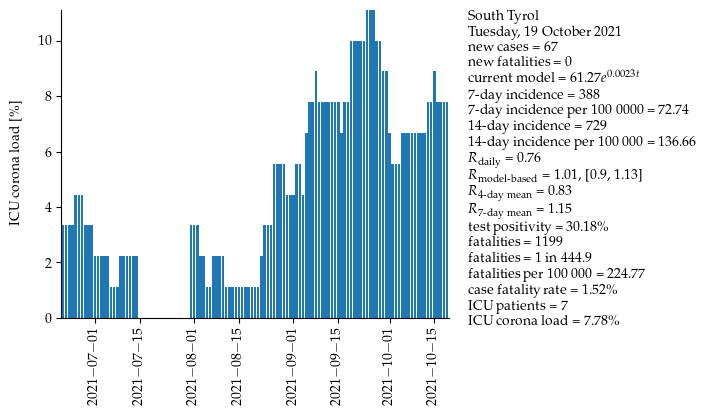 ICU corona load [%]
10
8
6
4
2
0
2021−07−01
2021−07−15
2021−08−01
2021−08−15
2021−09−01
2021−09−15
2021−10−01
2021−10−15
South Tyrol
Tuesday, 19 October 2021
new cases = 67
new fatalities = 0
current model = 61.27e^0.0023t
7-day incidence = 388
7-day incidence per 100 0000 = 72.74
14-day incidence = 729
14-day incidence per 100 000 = 136.66
R_daily = 0.76
R_model-based = 1.01, [0.9, 1.13]
R_4-day mean = 0.83
R_7-day mean = 1.15
test positivity = 30.18%
fatalities = 1199
fatalities = 1 in 444.9
fatalities per 100 000 = 224.77
case fatality rate = 1.52%
ICU patients = 7
ICU corona load = 7.78%